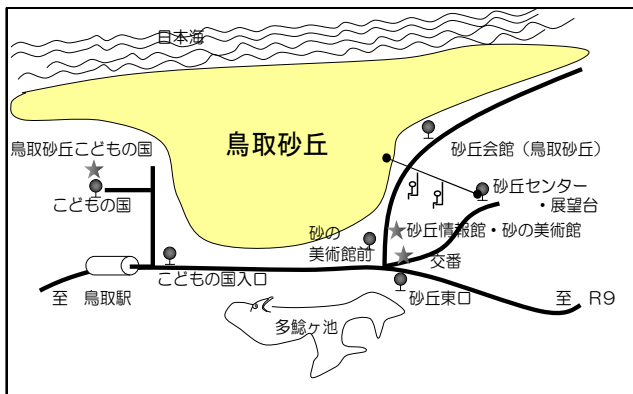 日本海
鳥取砂丘
鳥取砂丘こどもの国
こどもの国
砂丘会館（鳥取砂丘）
砂丘センター
・展望台
砂丘情報館・砂の美術館
砂の
美術館前
交番
こどもの国入口
砂丘東口
至　鳥取駅
至　R9
多鯰ヶ池